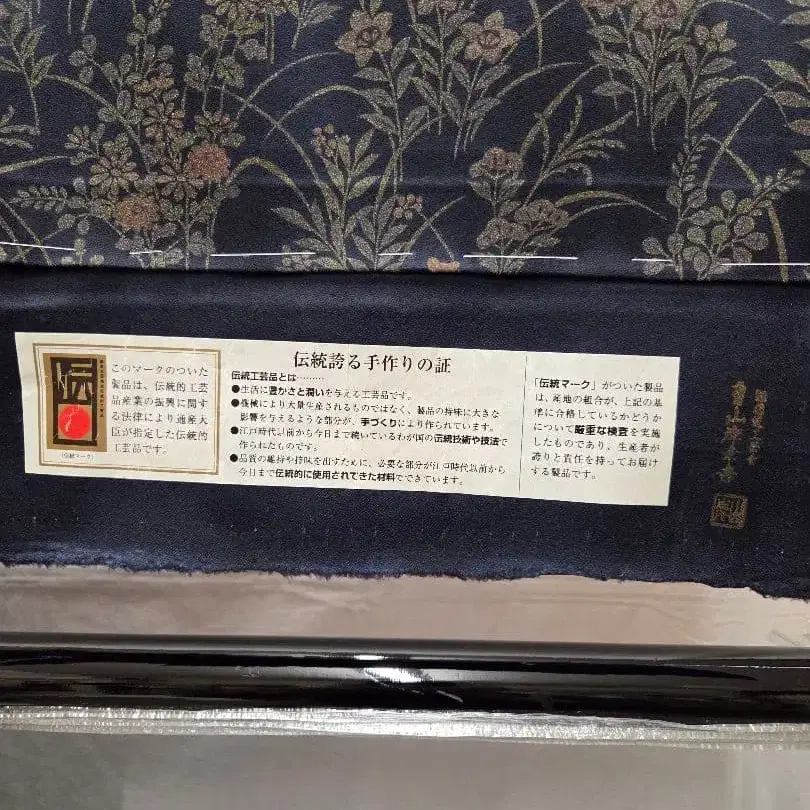 伝
(伝統マーク)
このマークのついた
製品は、伝統的工芸
品産業の振興に関す
る法律により通産大
臣が指定した伝統的
工芸品です。
伝統誇る手作りの証
伝統工芸品とは………
●生活に豊かさと潤いを与える工芸品です。
●機械により大量生産されるものではなく、製品の持味に大きな
影響を与えるような部分が、手づくりにより作られています。
●江戸時代以前から今日まで続いているわが国の伝統技術や技法で
作られたものです。
●品質の維持や持味を出すために、必要な部分が江戸時代以前から
今日まで伝統的に使用されてきた材料でできています。
「伝統マーク」がついた製品
は、産地の組合が、上記の基
準に合格しているかどうか
について厳重な検査を実施
したものであり、生産者が
誇りと責任を持ってお届け
する製品です。